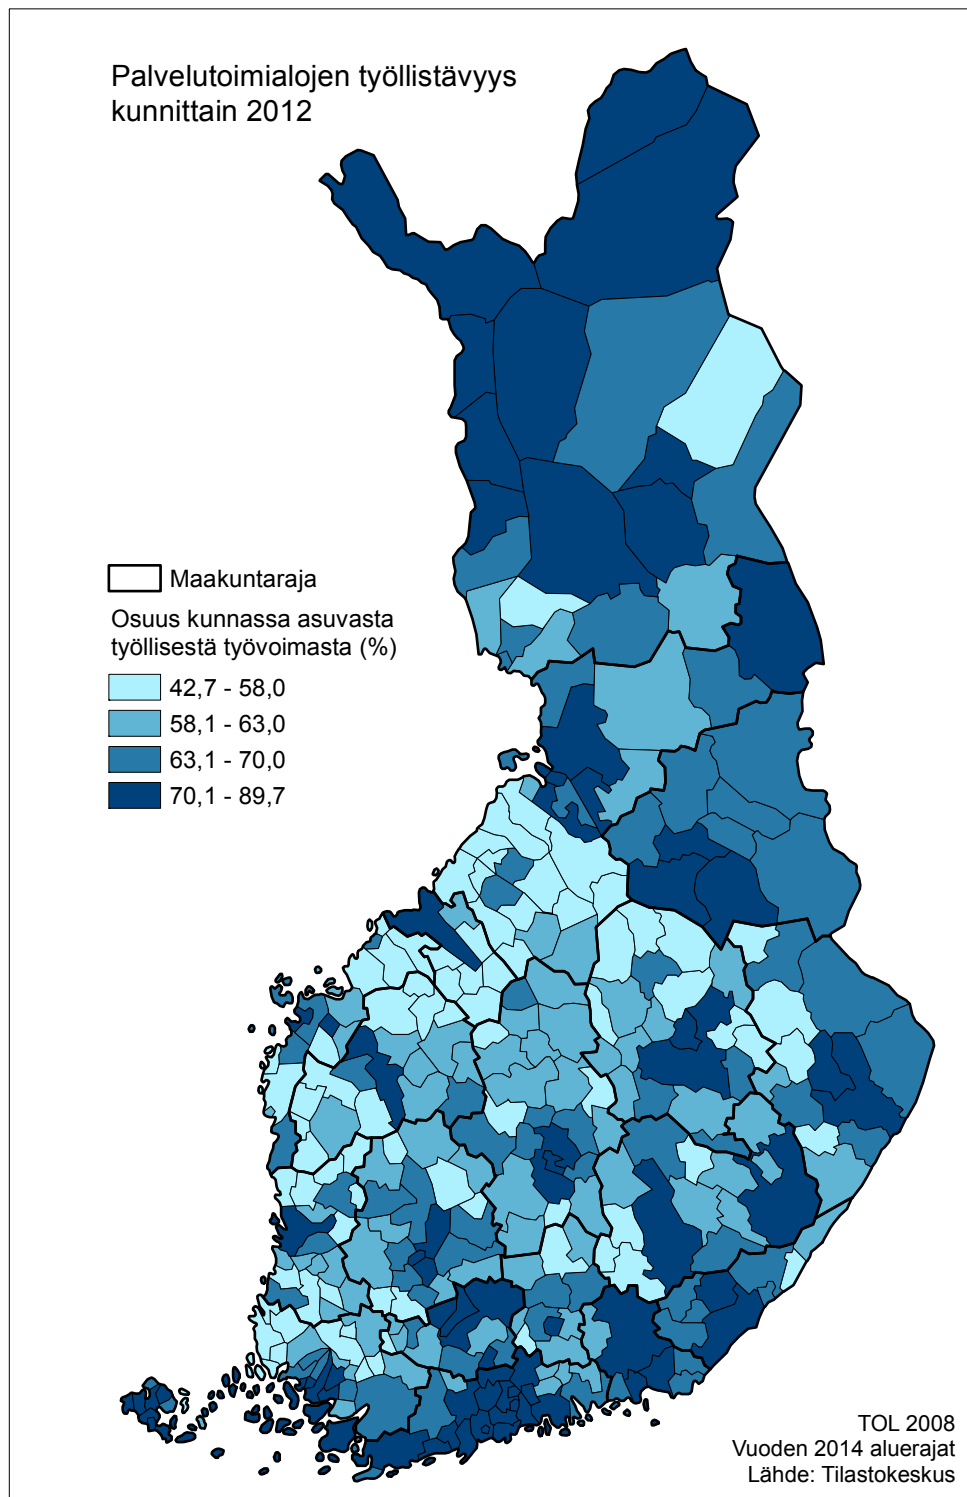 Palvelutoimialojen työllistävyys
kunnittain 2012
Maakuntaraja
Osuus kunnassa asuvasta
työllisestä työvoimasta (%)
42,7 - 58,0
58,1 - 63,0
63,1 - 70,0
70,1 - 89,7
TOL 2008
Vuoden 2014 aluerajat
Lähde: Tilastokeskus